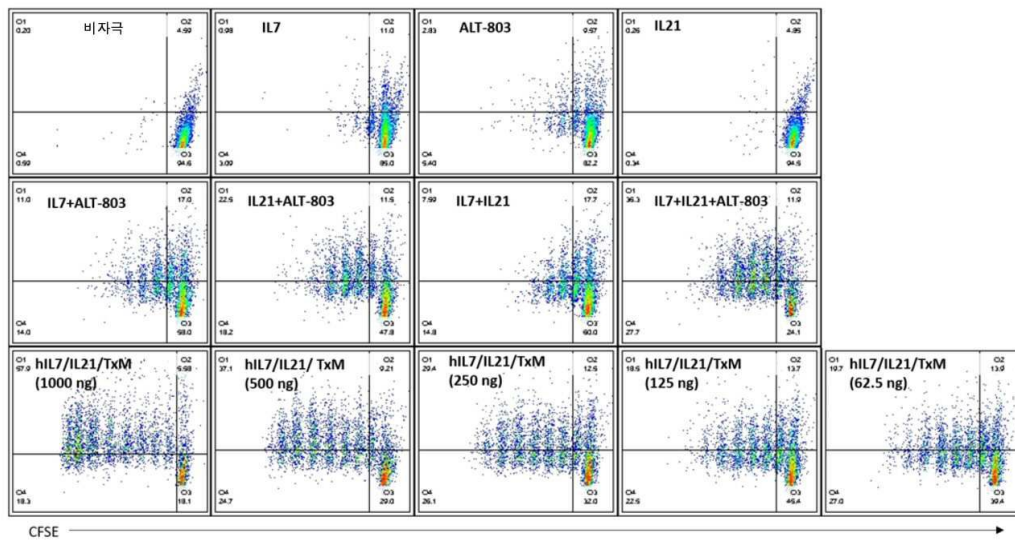 Q1
0.20
비자극
Q2
4.59
Q4
0.59
Q3
94.6
Q1
0.98
IL7
Q2
11.0
Q4
3.09
Q3
85.0
Q1
2.83
ALT-803
Q2
9.57
Q4
5.40
Q3
82.2
Q1
0.26
IL21
Q2
4.85
Q4
0.34
Q3
94.5
Q1
11.0
IL7+ALT-803
Q2
17.0
Q4
14.0
Q3
58.0
Q1
22.5
IL21+ALT-803
Q2
11.5
Q4
18.2
Q3
47.8
Q1
7.59
IL7+IL21
Q2
17.7
Q4
14.8
Q3
60.0
Q1
36.3
IL7+IL21+ALT-803
Q2
11.9
Q4
27.7
Q3
24.1
Q1
57.9
hIL7/IL21/TxM
(1000 ng)
Q2
5.68
Q4
18.3
Q3
18.1
Q1
37.1
hIL7/IL21/ TxM
(500 ng)
Q2
9.21
Q4
24.7
Q3
29.0
Q1
29.4
hIL7/IL21/TxM
(250 ng)
Q2
12.5
Q4
26.1
Q3
32.0
Q1
18.5
hIL7/IL21/TxM
(125 ng)
Q2
13.7
Q4
22.5
Q3
45.4
Q1
19.7
hIL7/IL21/TxM
(62.5 ng)
Q2
13.9
Q4
27.0
Q3
39.4
CFSE